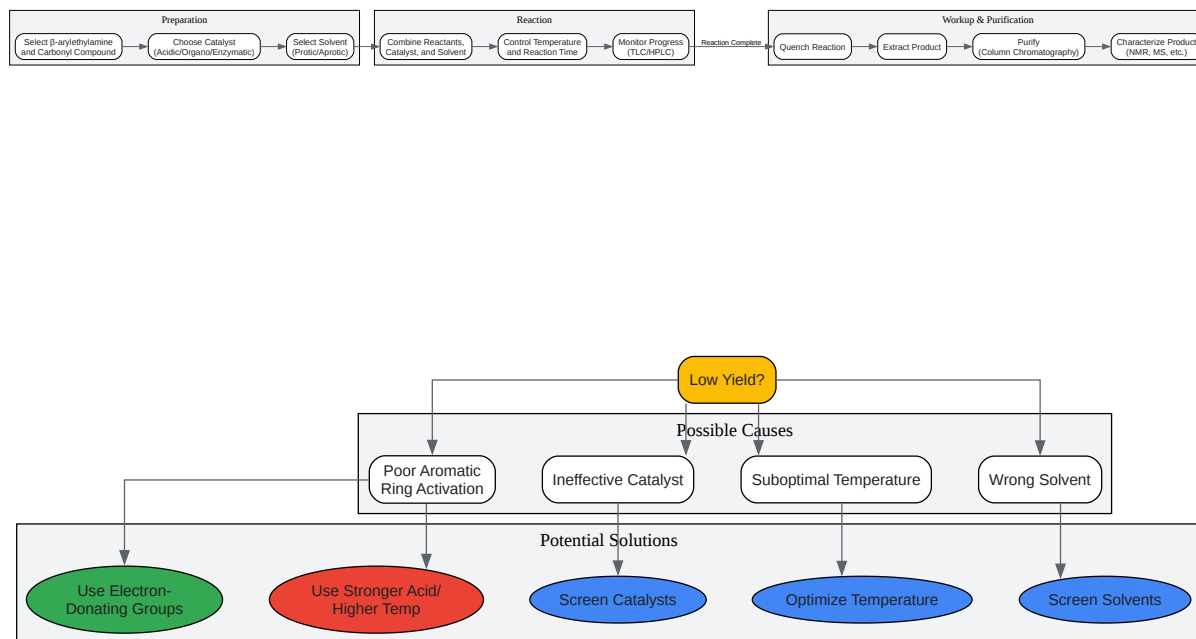 Preparation
Reaction
Workup & Purification
Select β-arylethylamine
and Carbonyl Compound
Choose Catalyst
(Acidic/Organo/Enzymatic)
Select Solvent
(Protic/Aprotic)
Combine Reactants,
Catalyst, and Solvent
Control Temperature
and Reaction Time
Monitor Progress
(TLC/HPLC)
Reaction Complete
Quench Reaction
Extract Product
Purify
(Column Chromatography)
Characterize Product
(NMR, MS, etc.)
Low Yield?
Possible Causes
Poor Aromatic
Ring Activation
Ineffective Catalyst
Suboptimal Temperature
Wrong Solvent
Potential Solutions
Use Electron-
Donating Groups
Use Stronger Acid/
Higher Temp
Screen Catalysts
Optimize Temperature
Screen Solvents